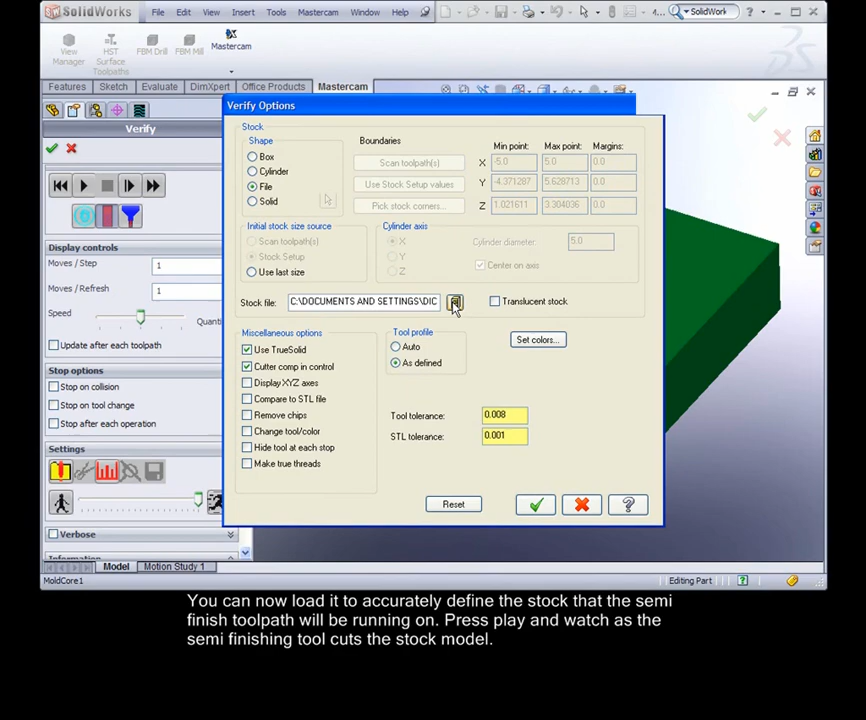 SolidWorks
File Edit View Insert Tools Mastercam Window Help
4...
SolidWork
View Manager
HST Surface Toolpaths
FBM Drill
FBM Mill
Mastercam
Features Sketch Evaluate DimXpert Office Products Mastercam
Verify
Display controls
Moves / Step 1
Moves / Refresh 1
Speed
Quanti
Update after each toolpath
Stop options
Stop on collision
Stop on tool change
Stop after each operation
Settings
Verbose
Information
Verify Options
Stock
Shape
Box
Cylinder
File
Solid
Boundaries
Scan toolpath(s)
Use Stock Setup values
Pick stock corners...
Min point: Max point: Margins:
X -5.0 5.0 0.0
Y -4.371287 5.628713 0.0
Z 1.021611 3.304036 0.0
Initial stock size source
Scan toolpath(s)
Stock Setup
Use last size
Cylinder axis
X
Y
Z
Cylinder diameter: 5.0
Center on axis
Stock file: C:\DOCUMENTS AND SETTINGS\DIC
Translucent stock
Miscellaneous options
Use TrueSolid
Cutter comp in control
Display XYZ axes
Compare to STL file
Remove chips
Change tool/color
Hide tool at each stop
Make true threads
Tool profile
Auto
As defined
Set colors...
Tool tolerance: 0.008
STL tolerance: 0.001
Reset
Model Motion Study 1
MoldCore1
Editing Part
You can now load it to accurately define the stock that the semi
finish toolpath will be running on. Press play and watch as the
semi finishing tool cuts the stock model.